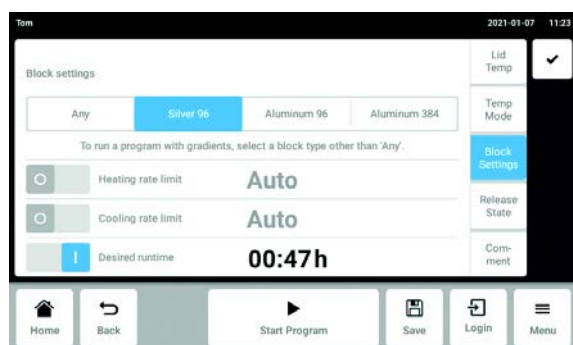 Tom
2021-01-07 11:23
Block settings
Any
Silver 96
Aluminum 96
Aluminum 384
To run a program with gradients, select a block type other than 'Any'.
Heating rate limit
Auto
Cooling rate limit
Auto
Desired runtime
00:47h
Lid
Temp
Temp
Mode
Block
Settings
Release
State
Com-
ment
Home
Back
Start Program
Save
Login
Menu